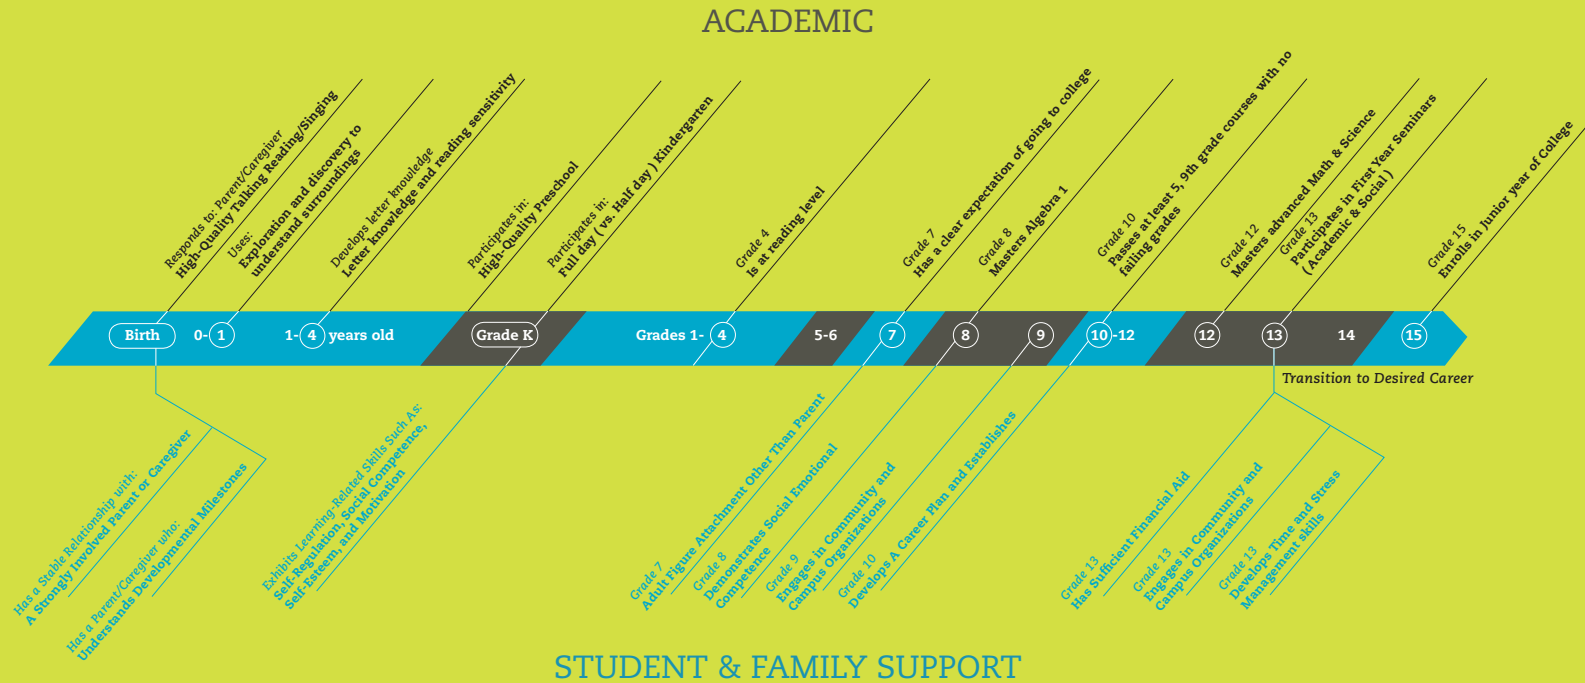 ACADEMIC
Responds to: Parent/Caregiver
High-Quality Talking Reading/Singing
Uses:
Exploration and discovery to
understand surroundings
Develops letter knowledge
Letter knowledge and reading sensitivity
Participates in:
High-Quality Preschool
Participates in:
Full day ( vs. Half day ) Kindergarten
Grade 4
Is at reading level
Grade 7
Has a clear expectation of going to college
Grade 8
Masters Algebra 1
Grade 10
Passes at least 5, 9th grade courses with no
failing grades
Grade 12
Masters advanced Math & Science
Grade 13
Participates in First Year Seminars
( Academic & Social )
Grade 15
Enrolls in Junior year of College
Birth 0- 1 1- 4 years old Grade K Grades 1- 4 5-6 7 8 9 10 -12 12 13 14 15
Transition to Desired Career
Has a Stable Relationship with:
A Strongly Involved Parent or Caregiver
Has a Parent/Caregiver who:
Understands Developmental Milestones
Exhibits Learning-Related Skills Such As:
Self-Regulation, Social Competence,
Self-Esteem, and Motivation
Grade 7
Adult Figure Attachment Other Than Parent
Grade 8
Demonstrates Social Emotional
Competence
Grade 9
Engages in Community and
Campus Organizations
Grade 10
Develops A Career Plan and Establishes
Grade 13
Has Sufficient Financial Aid
Grade 13
Engages in Community and
Campus Organizations
Grade 13
Develops Time and Stress
Management skills
STUDENT & FAMILY SUPPORT